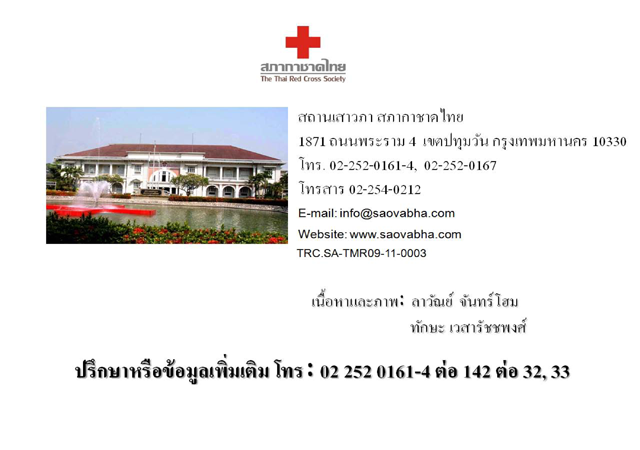 สภากาชาดไทย
The Thai Red Cross Society
สถานเสาวภา สภากาชาดไทย
1871 ถนนพระราม 4 เขตปทุมวัน กรุงเทพมหานคร 10330
โทร. 02-252-0161-4, 02-252-0167
โทรสาร 02-254-0212
E-mail: info@saovabha.com
Website: www.saovabha.com
TRC.SA-TMR09-11-0003
เนื้อหาและภาพ: ลาวัณย์ จันทร์โฮม
ทักษะ เวสารัชชพงศ์
ปรึกษาหรือข้อมูลเพิ่มเติม โทร : 02 252 0161-4 ต่อ 142 ต่อ 32, 33